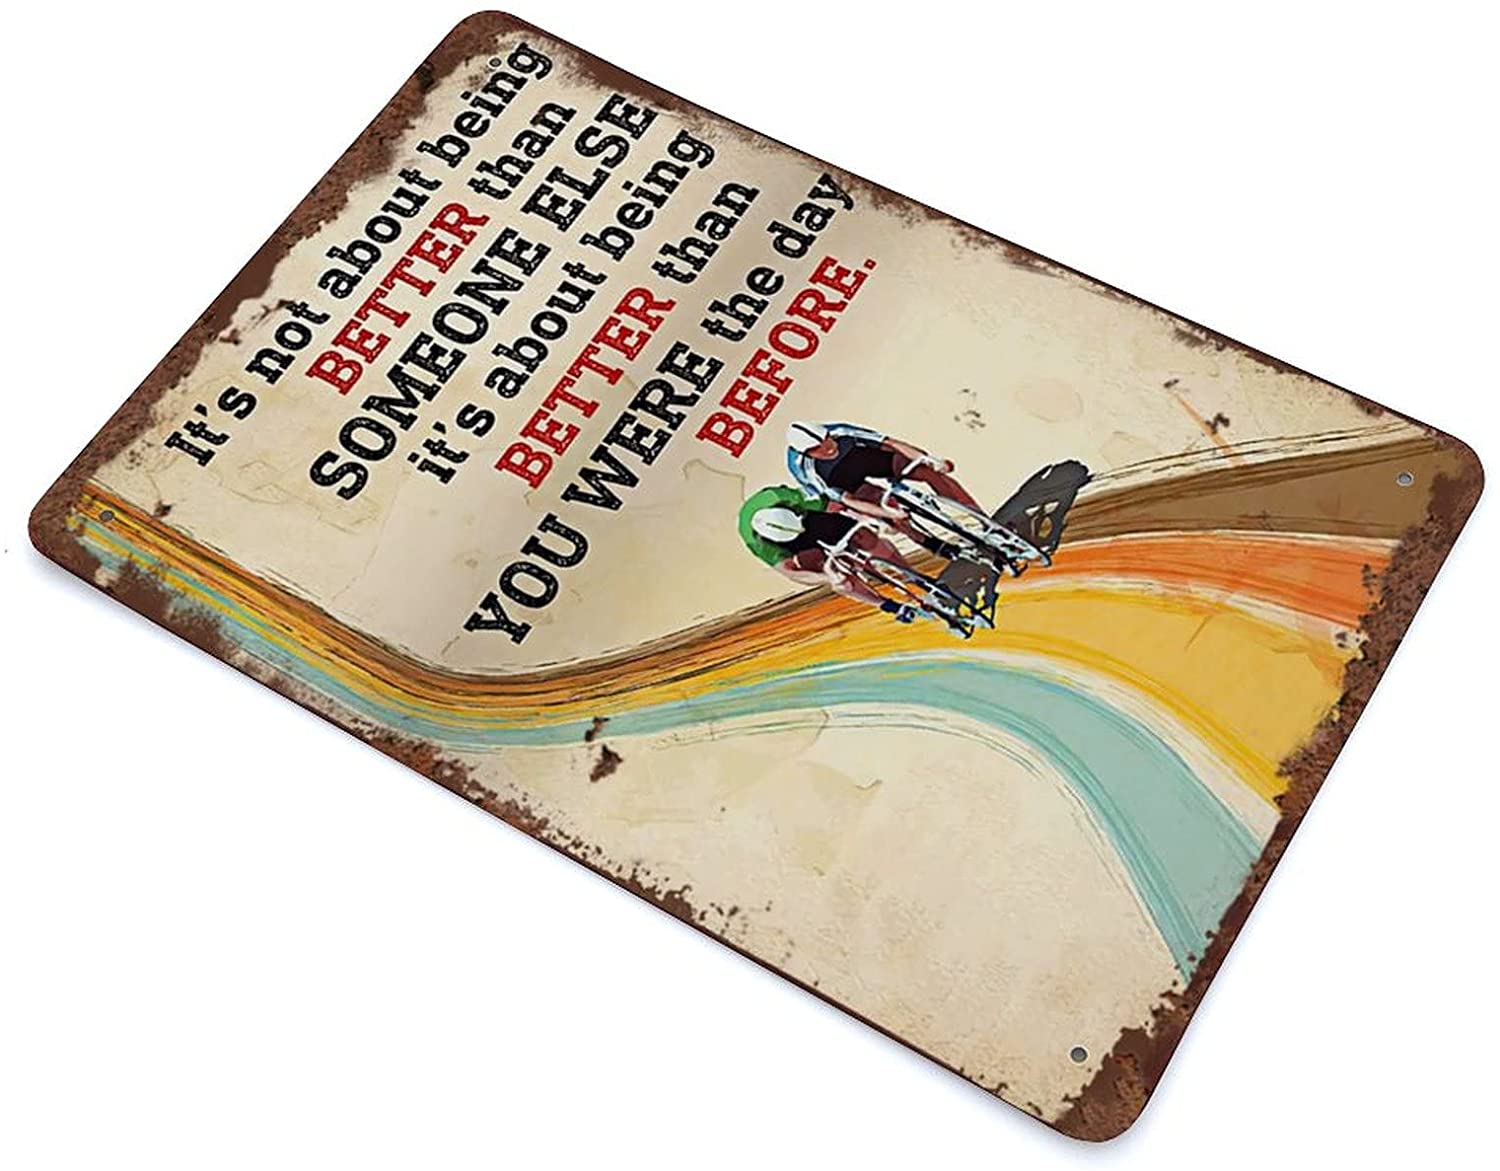 It's not about being
BETTER than
SOMEONE ELSE
it's about being
BETTER than
YOU WERE the day
BEFORE.